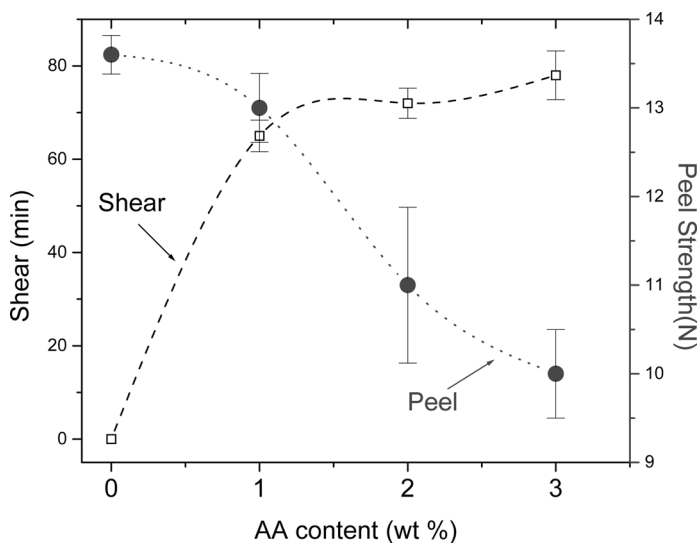 80
60
40
20
0
Shear (min)
Shear
Peel
14
13
12
11
10
9
Peel Strength(N)
0 1 2 3
AA content (wt %)